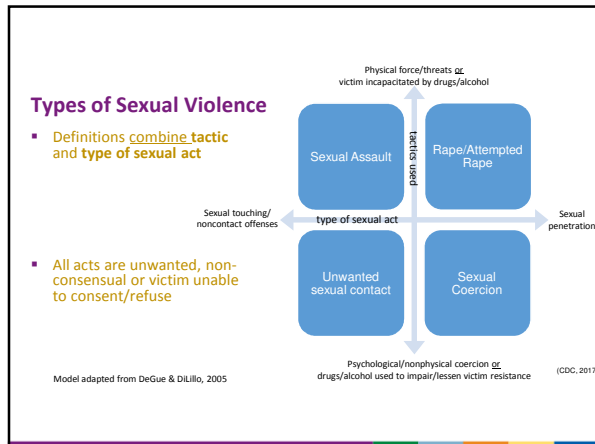 Types of Sexual Violence
▪ Definitions combine tactic
and type of sexual act
▪ All acts are unwanted, non-
consensual or victim unable
to consent/refuse
Model adapted from DeGue & DiLillo, 2005
Physical force/threats or
victim incapacitated by drugs/alcohol
Sexual Assault
tactics used
Rape/Attempted
Rape
Sexual touching/
noncontact offenses
type of sexual act
Sexual
penetration
Unwanted
sexual contact
Sexual
Coercion
Psychological/nonphysical coercion or
drugs/alcohol used to impair/lessen victim resistance
(CDC, 2017